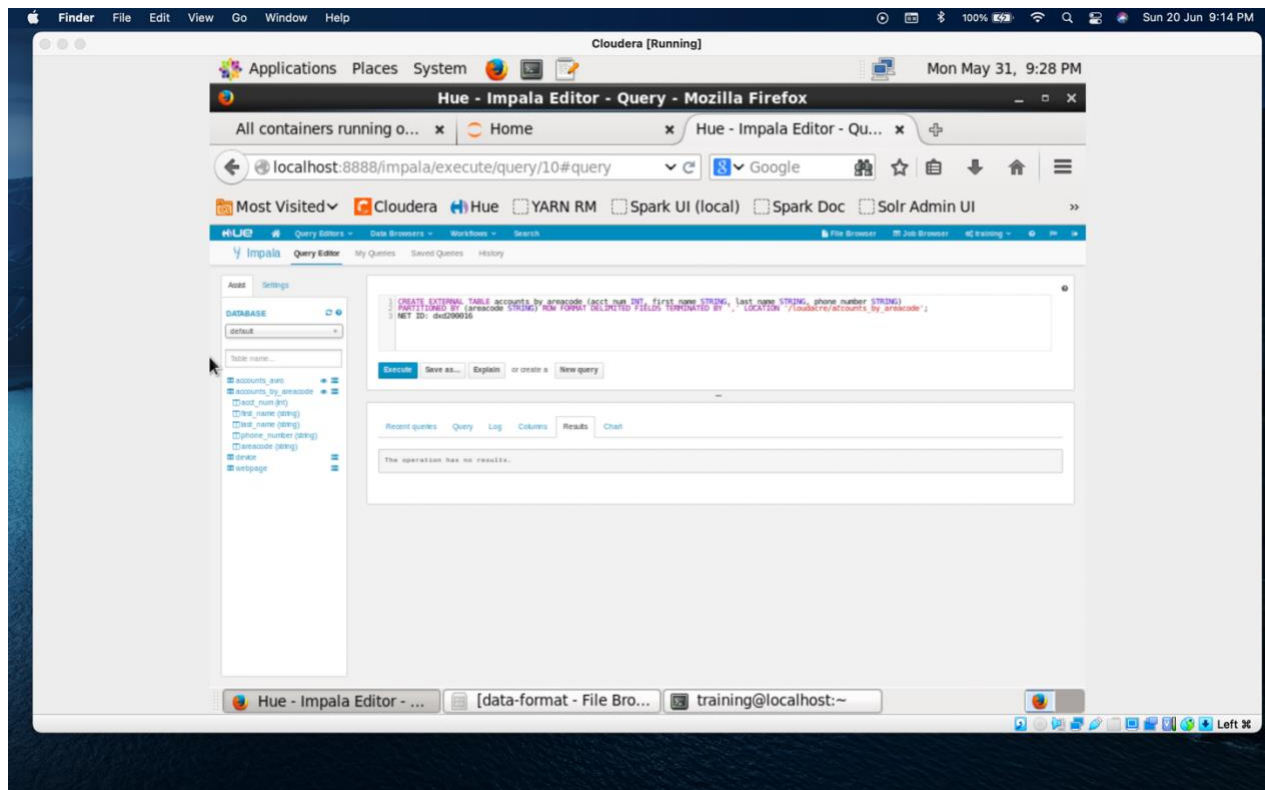 Finder File Edit View Go Window Help 100% Sun 20 Jun 9:14 PM
Cloudera [Running]
Applications Places System Mon May 31, 9:28 PM
Hue - Impala Editor - Query - Mozilla Firefox
All containers running o... Home Hue - Impala Editor - Qu...
localhost:8888/impala/execute/query/10#query Google
Most Visited Cloudera Hue YARN RM Spark UI (local) Spark Doc Solr Admin UI »
HUE Query Editors Data Browsers Workflows Search File Browser Job Browser training
Impala Query Editor My Queries Saved Queries History
Assist Settings
DATABASE
default
Table name...
accounts_aws
accounts_by_areacode
acct_num (int)
first_name (string)
last_name (string)
phone_number (string)
areacode (string)
device
webpage
1 CREATE EXTERNAL TABLE accounts_by_areacode (acct_num INT, first_name STRING, last_name STRING, phone_number STRING)
2 PARTITIONED BY (areacode STRING) ROW FORMAT DELIMITED FIELDS TERMINATED BY ',' LOCATION '/loudacre/accounts_by_areacode';
3 NET ID: dxd200016
Execute Save as... Explain or create a New query
Recent queries Query Log Columns Results Chart
The operation has no results.
Hue - Impala Editor - ... [data-format - File Bro... training@localhost:~
Left ⌘